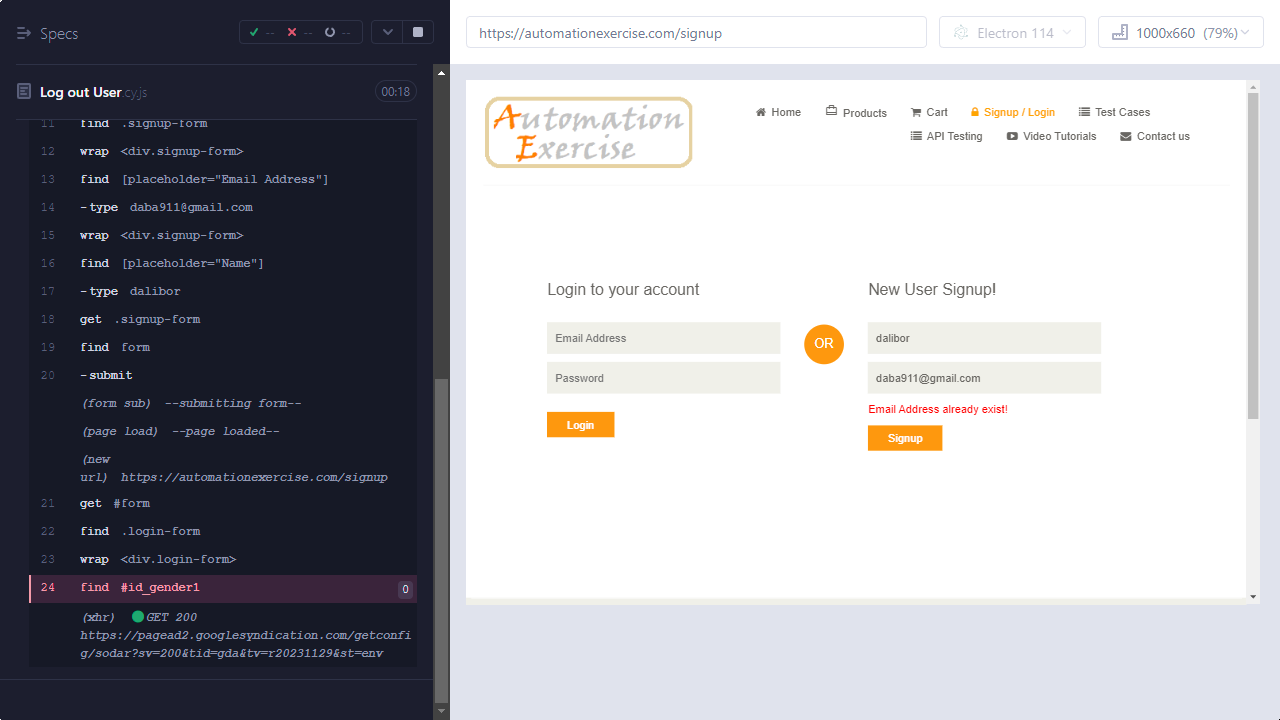 Specs
-- -- --
Log out User.cy.js
00:18
11 find .signup-form
12 wrap <div.signup-form>
13 find [placeholder="Email Address"]
14 -type daba911@gmail.com
15 wrap <div.signup-form>
16 find [placeholder="Name"]
17 -type dalibor
18 get .signup-form
19 find form
20 -submit
(form sub) --submitting form--
(page load) --page loaded--
(new
url) https://automationexercise.com/signup
21 get #form
22 find .login-form
23 wrap <div.login-form>
24 find #id_gender1 0
(xhr) GET 200
https://pagead2.googlesyndication.com/getconfi
g/sodar?sv=200&tid=gda&tv=r20231129&st=env
https://automationexercise.com/signup
Electron 114
1000x660 (79%)
Automation
Exercise
Home Products Cart Signup / Login Test Cases
API Testing Video Tutorials Contact us
Login to your account
Email Address
Password
Login
OR
New User Signup!
dalibor
daba911@gmail.com
Email Address already exist!
Signup